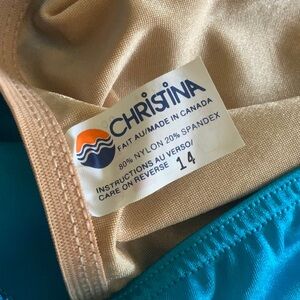 CHRISTINA
FAIT AU/MADE IN CANADA
80% NYLON 20% SPANDEX
INSTRUCTIONS AU VERSO/
CARE ON REVERSE 14